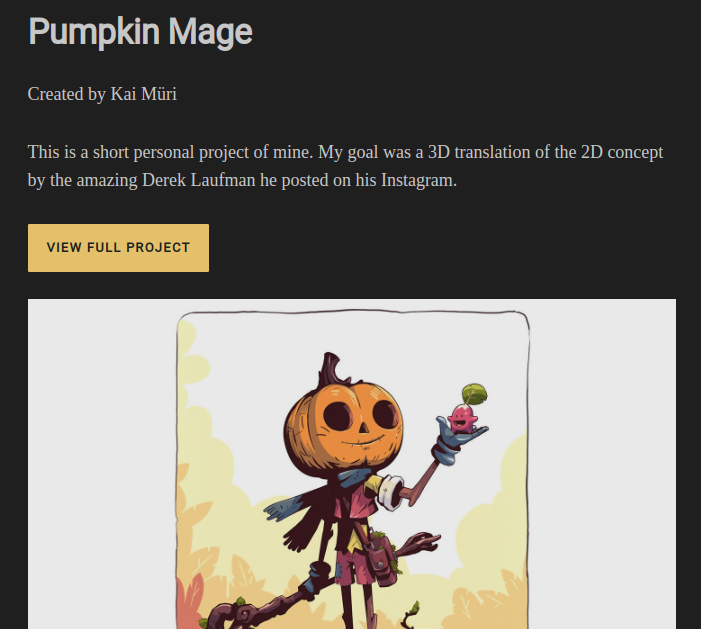 Pumpkin Mage
Created by Kai Müri
This is a short personal project of mine. My goal was a 3D translation of the 2D concept
by the amazing Derek Laufman he posted on his Instagram.
VIEW FULL PROJECT